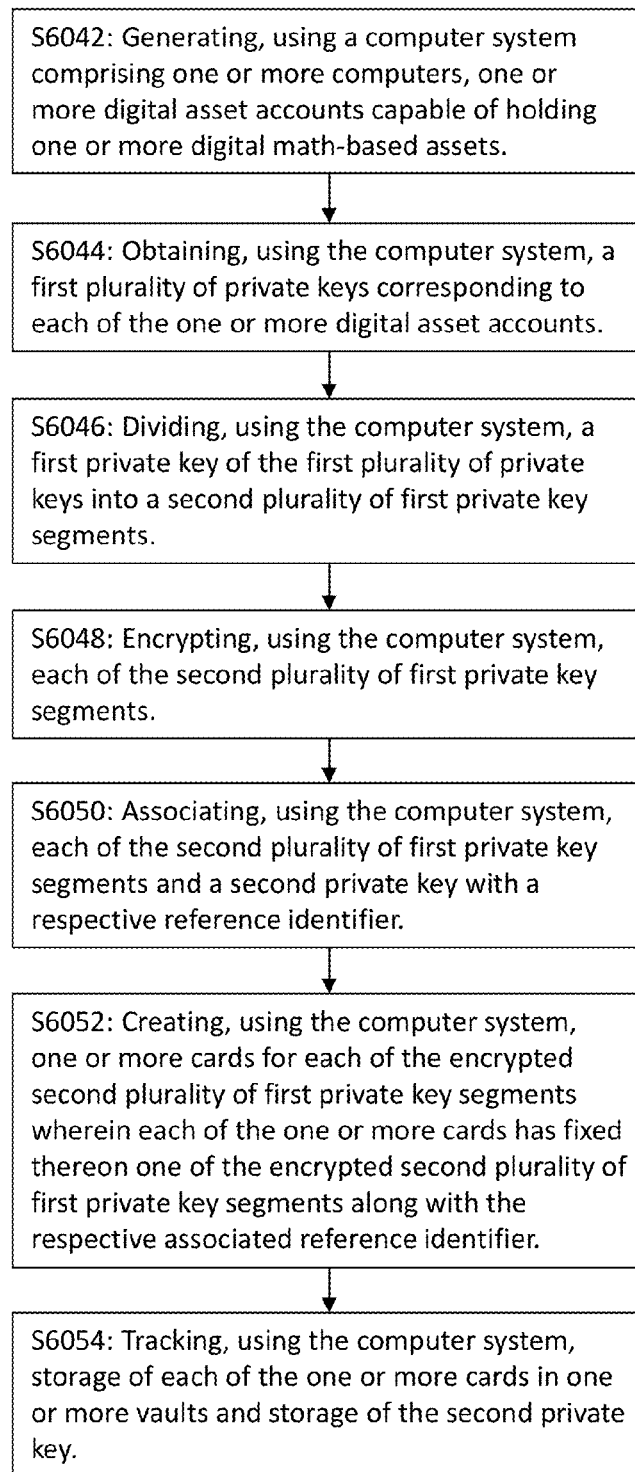 S6042: Generating, using a computer system
comprising one or more computers, one or
more digital asset accounts capable of holding
one or more digital math-based assets.
S6044: Obtaining, using the computer system, a
first plurality of private keys corresponding to
each of the one or more digital asset accounts.
S6046: Dividing, using the computer system, a
first private key of the first plurality of private
keys into a second plurality of first private key
segments.
S6048: Encrypting, using the computer system,
each of the second plurality of first private key
segments.
S6050: Associating, using the computer system,
each of the second plurality of first private key
segments and a second private key with a
respective reference identifier.
S6052: Creating, using the computer system,
one or more cards for each of the encrypted
second plurality of first private key segments
wherein each of the one or more cards has fixed
thereon one of the encrypted second plurality of
first private key segments along with the
respective associated reference identifier.
S6054: Tracking, using the computer system,
storage of each of the one or more cards in one
or more vaults and storage of the second private
key.